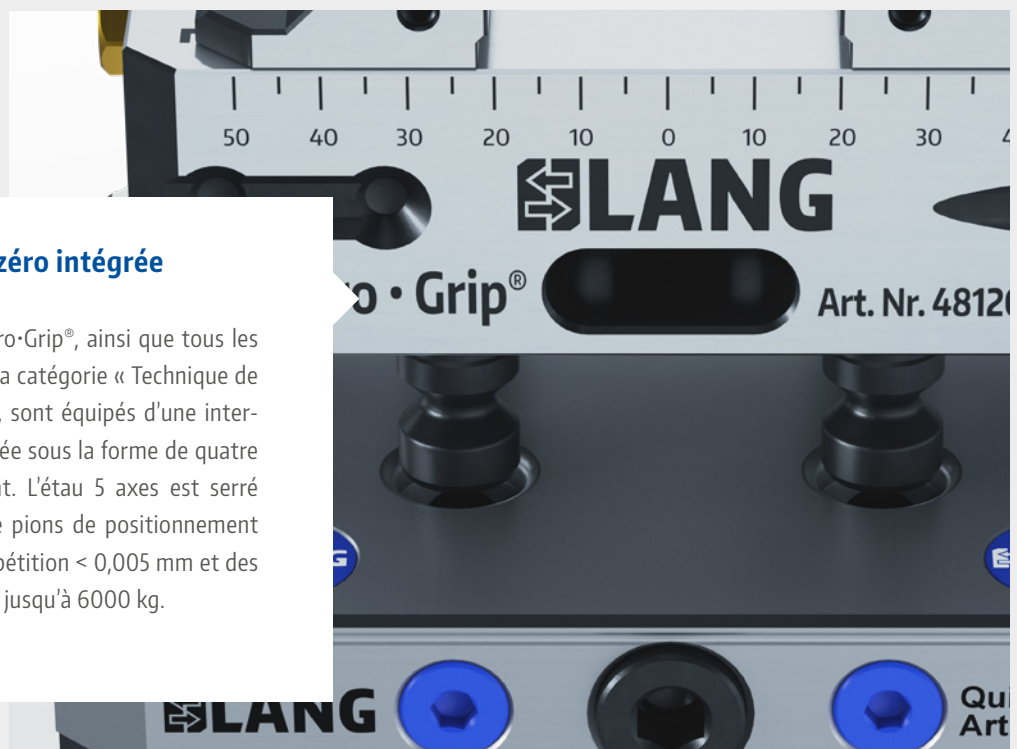 50 40 30 20 10 0 10 20 30
LANG
o • Grip®
Art. Nr. 4812
zéro intégrée
ro•Grip®, ainsi que tous les
a catégorie « Technique de
, sont équipés d’une inter-
ée sous la forme de quatre
t. L’étau 5 axes est serré
e pions de positionnement
pétition < 0,005 mm et des
jusqu’à 6000 kg.
G
LANG
Qui
Art